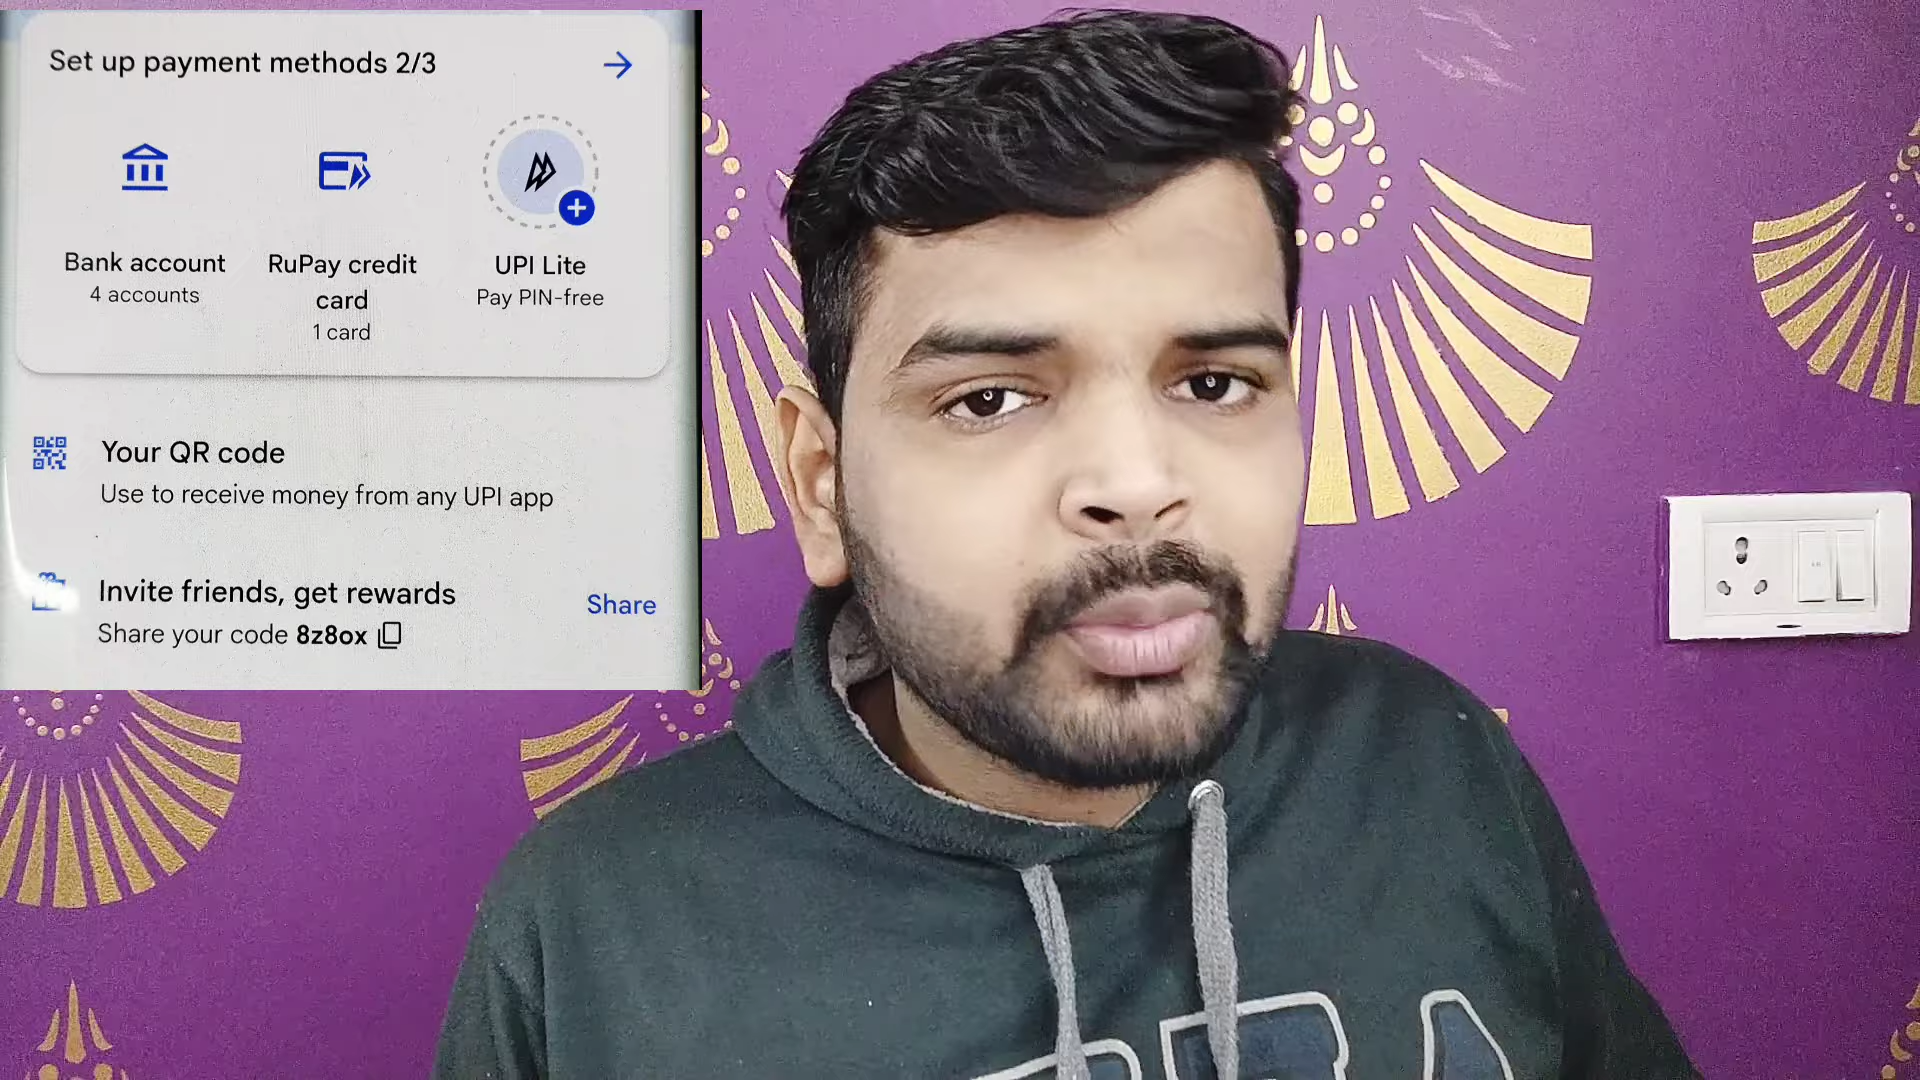 Set up payment methods 2/3
Bank account
4 accounts
RuPay credit
card
1 card
UPI Lite
Pay PIN-free
Your QR code
Use to receive money from any UPI app
Invite friends, get rewards
Share your code 8z8ox
Share